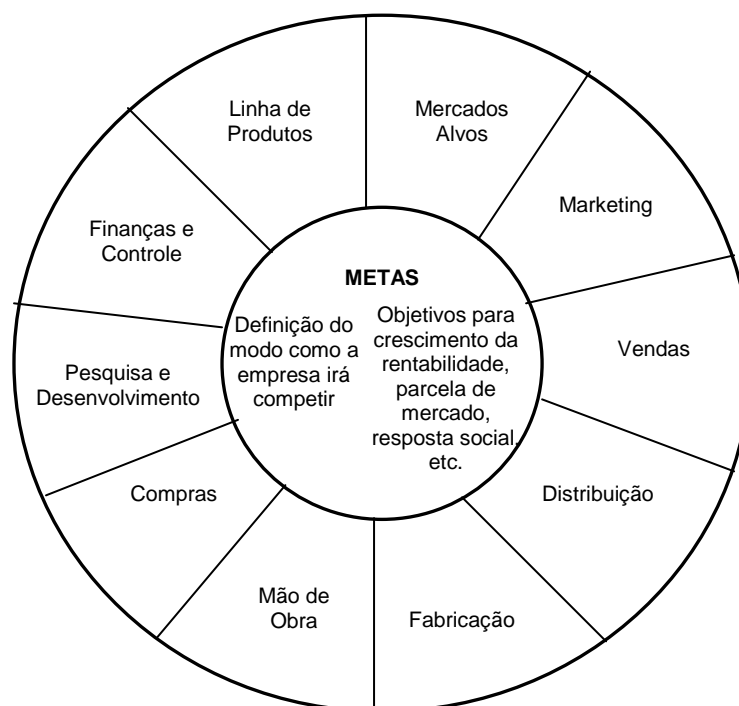 Linha de
Produtos
Mercados
Alvos
Marketing
Vendas
Distribuição
Fabricação
Mão de
Obra
Compras
Pesquisa e
Desenvolvimento
Finanças e
Controle
METAS
Definição do
modo como a
empresa irá
competir
Objetivos para
crescimento da
rentabilidade,
parcela de
mercado,
resposta social,
etc.